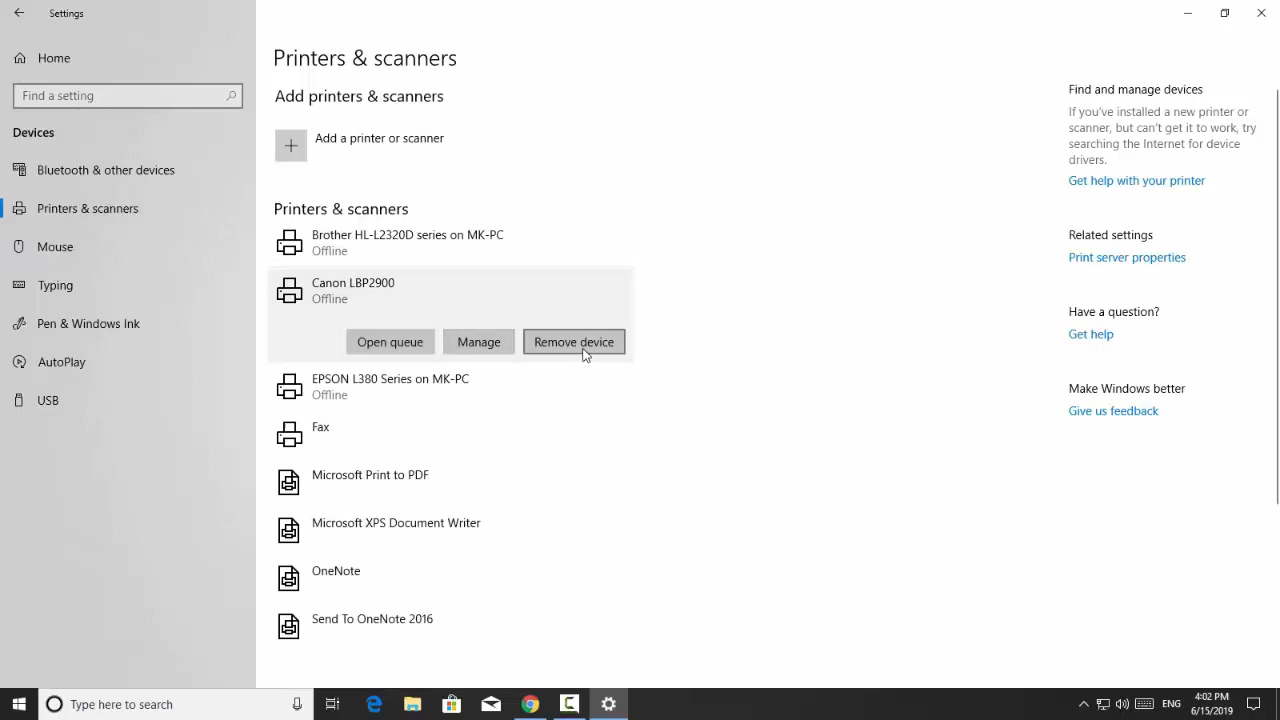 Settings
Home
Find a setting
Devices
Bluetooth & other devices
Printers & scanners
Mouse
Typing
Pen & Windows Ink
AutoPlay
USB
Printers & scanners
Add printers & scanners
Add a printer or scanner
Printers & scanners
Brother HL-L2320D series on MK-PC
Offline
Canon LBP2900
Offline
Open queue
Manage
Remove device
EPSON L380 Series on MK-PC
Offline
Fax
Microsoft Print to PDF
Microsoft XPS Document Writer
OneNote
Send To OneNote 2016
Find and manage devices
If you've installed a new printer or
scanner, but can't get it to work, try
searching the Internet for device
drivers.
Get help with your printer
Related settings
Print server properties
Have a question?
Get help
Make Windows better
Give us feedback
Type here to search
ENG
4:02 PM
6/15/2019